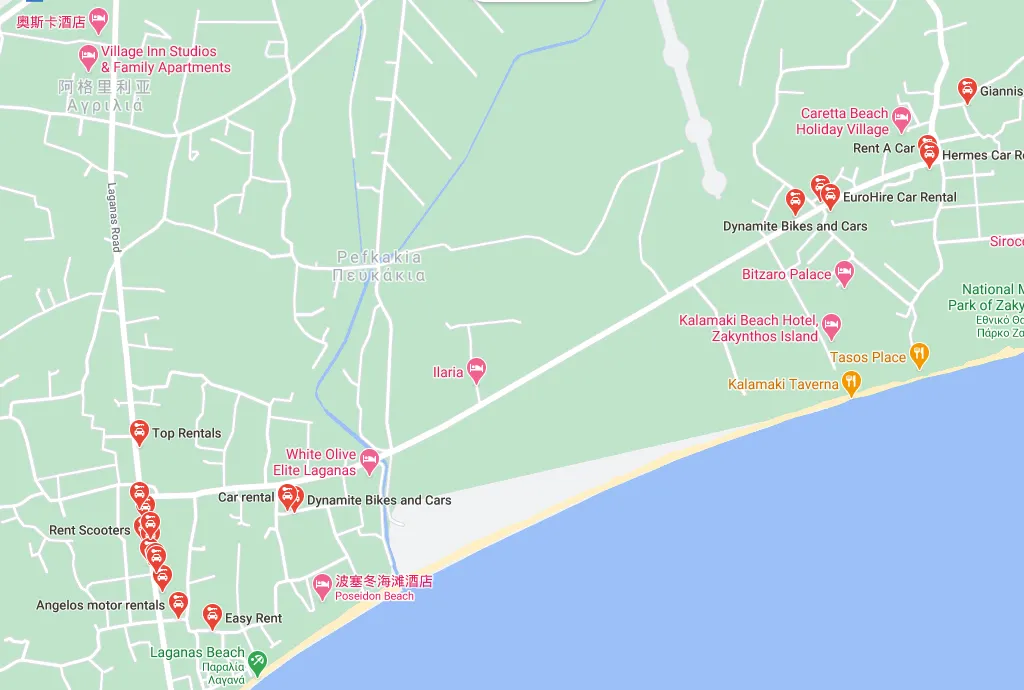 奥斯卡酒店
Village Inn Studios
& Family Apartments
阿格里利亚
Αγριλιά
Giannis
Caretta Beach
Holiday Village
Rent A Car
Hermes Car Re
Laganas Road
EuroHire Car Rental
Dynamite Bikes and Cars
Siroco
Pefkakia
Πευκάκια
Bitzaro Palace
National M
Park of Zaky
Εθνικό Θα
Πάρκο Ζα
Kalamaki Beach Hotel,
Zakynthos Island
Tasos Place
Ilaria
Kalamaki Taverna
Top Rentals
White Olive
Elite Laganas
Car rental
Dynamite Bikes and Cars
Rent Scooters
波塞冬海滩酒店
Poseidon Beach
Angelos motor rentals
Easy Rent
Laganas Beach
Παραλία
Λαγανά